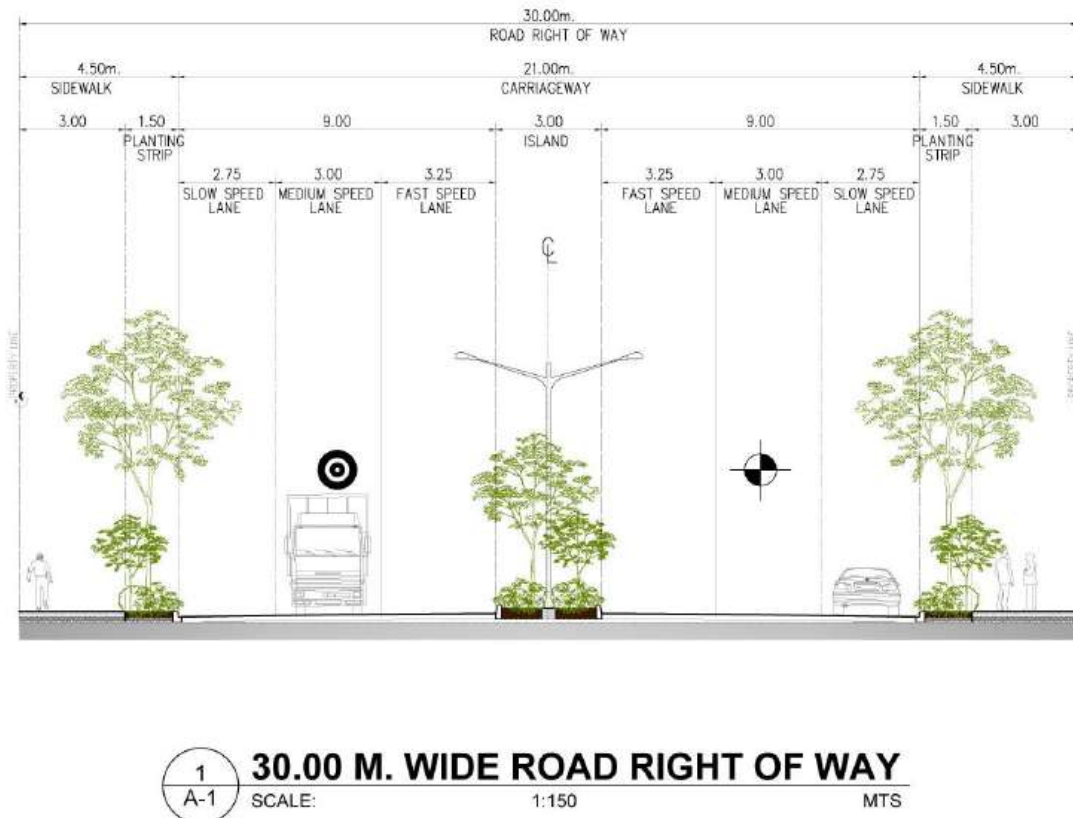 30.00m.
ROAD RIGHT OF WAY
4.50m. 21.00m. 4.50m.
SIDEWALK CARRIAGEWAY SIDEWALK
3.00 1.50 9.00 3.00 9.00 1.50 3.00
PLANTING ISLAND PLANTING
STRIP STRIP
2.75 3.00 3.25 3.25 3.00 2.75
SLOW SPEED MEDIUM SPEED FAST SPEED FAST SPEED MEDIUM SPEED SLOW SPEED
LANE LANE LANE LANE LANE LANE
PROPERTY LINE
PROPERTY LINE
1
A-1
30.00 M. WIDE ROAD RIGHT OF WAY
SCALE: 1:150 MTS